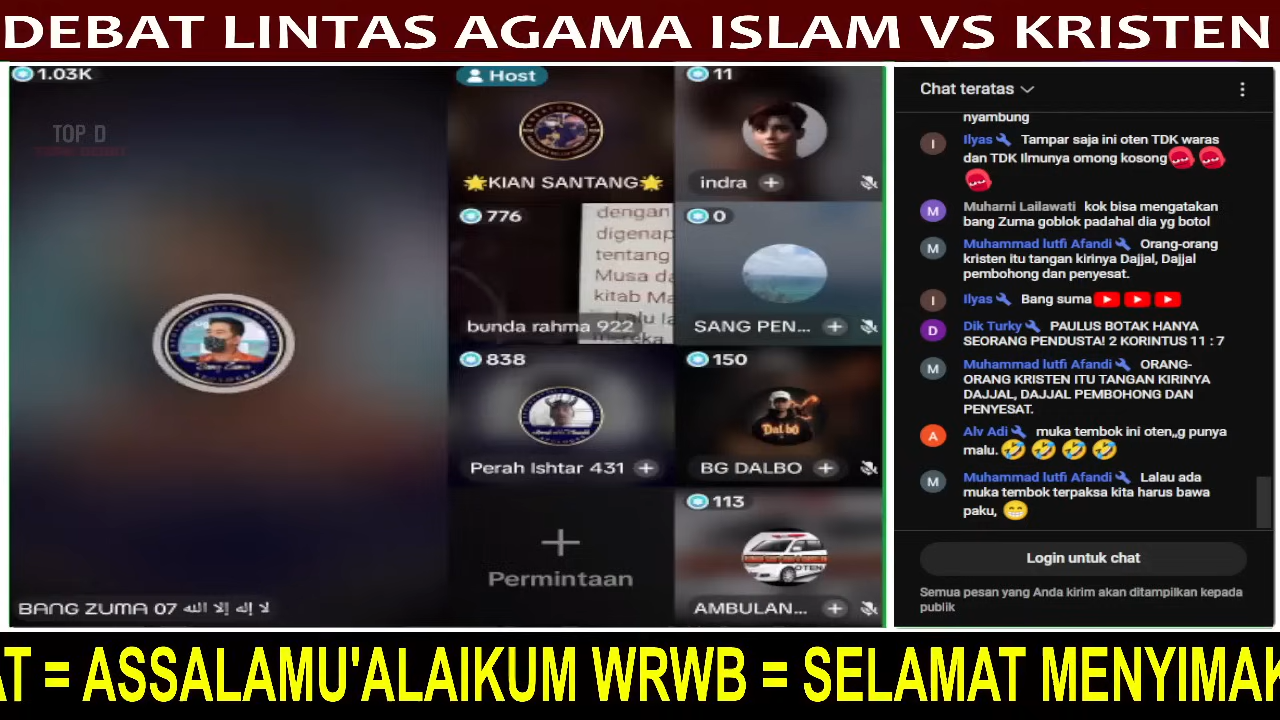 DEBAT LINTAS AGAMA ISLAM VS KRISTEN
1.03K
TOP D
Host
🌟KIAN SANTANG🌟
11
indra
776
dengan
digenap
tentang
Musa da
kitab Ma
bunda rahma 922
0
SANG PEN...
838
Perah Ishtar 431
150
Dalbo
BG DALBO
Permintaan
113
OTEN
AMBULAN...
BANG ZUMA 07 لا إله إلا الله
Chat teratas
nyambung
Ilyas Tampar saja ini oten TDK waras
dan TDK Ilmunya omong kosong
Muharni Lailawati kok bisa mengatakan
bang Zuma goblok padahal dia yg botol
Muhammad lutfi Afandi Orang-orang
kristen itu tangan kirinya Dajjal, Dajjal
pembohong dan penyesat.
Ilyas Bang suma
Dik Turky PAULUS BOTAK HANYA
SEORANG PENDUSTA! 2 KORINTUS 11 : 7
Muhammad lutfi Afandi ORANG-
ORANG KRISTEN ITU TANGAN KIRINYA
DAJJAL, DAJJAL PEMBOHONG DAN
PENYESAT.
Alv Adi muka tembok ini oten,,g punya
malu. 🤣🤣🤣🤣
Muhammad lutfi Afandi Lalau ada
muka tembok terpaksa kita harus bawa
paku, 😁
Login untuk chat
Semua pesan yang Anda kirim akan ditampilkan kepada
publik
AT = ASSALAMU'ALAIKUM WRWB = SELAMAT MENYIMAK